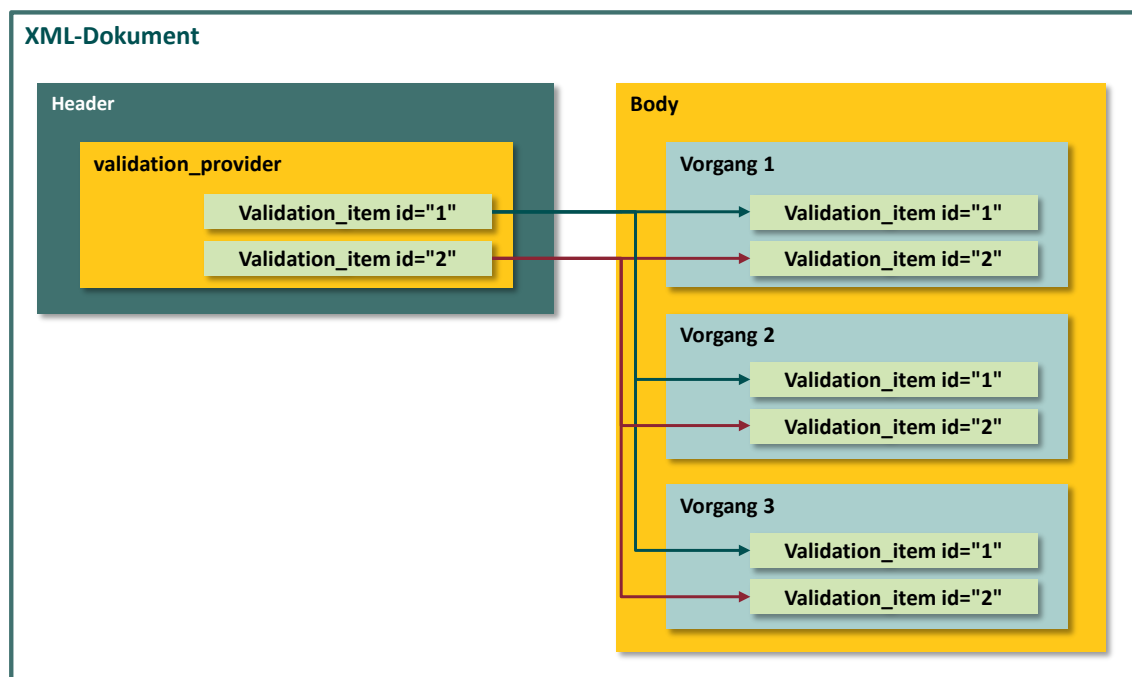 XML-Dokument
Header
validation_provider
Validation_item id="1"
Validation_item id="2"
Body
Vorgang 1
Validation_item id="1"
Validation_item id="2"
Vorgang 2
Validation_item id="1"
Validation_item id="2"
Vorgang 3
Validation_item id="1"
Validation_item id="2"